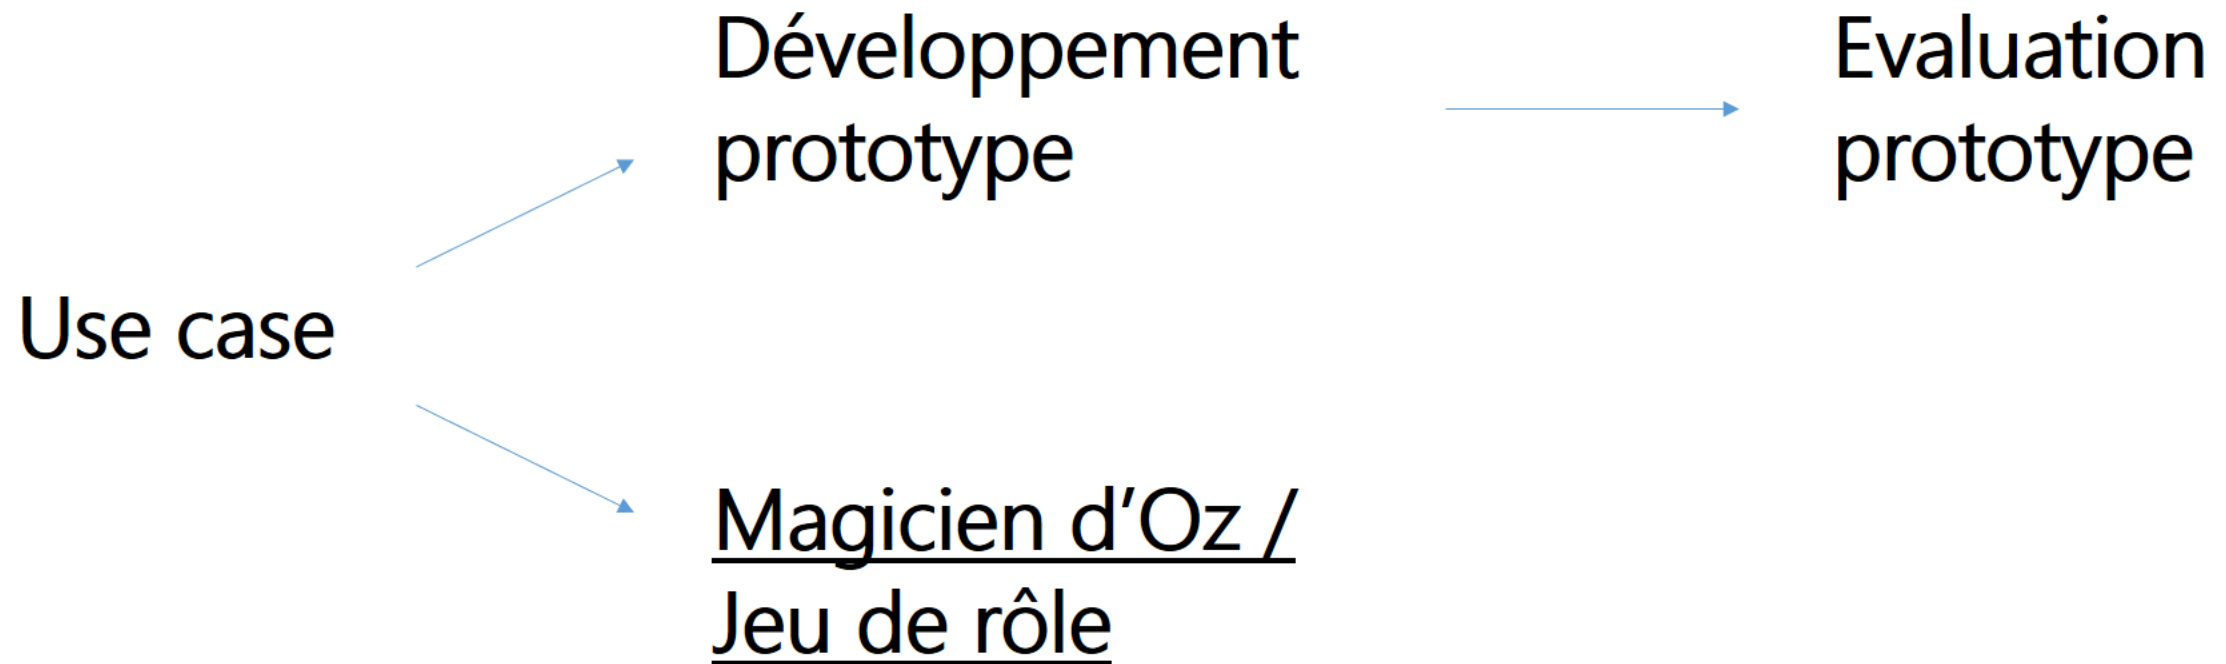 Développement
prototype
Evaluation
prototype
Use case
Magicien d’Oz /
Jeu de rôle